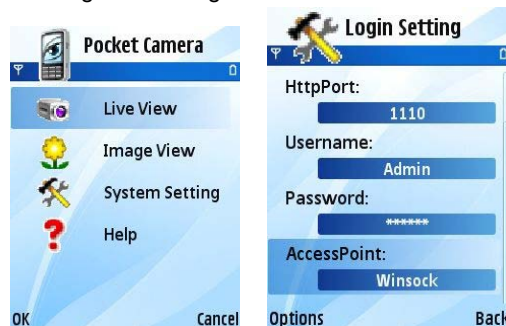 Pocket Camera
Live View
Image View
System Setting
Help
OK
Cancel
Login Setting
HttpPort:
1110
Username:
Admin
Password:
******
AccessPoint:
Winsock
Options
Back